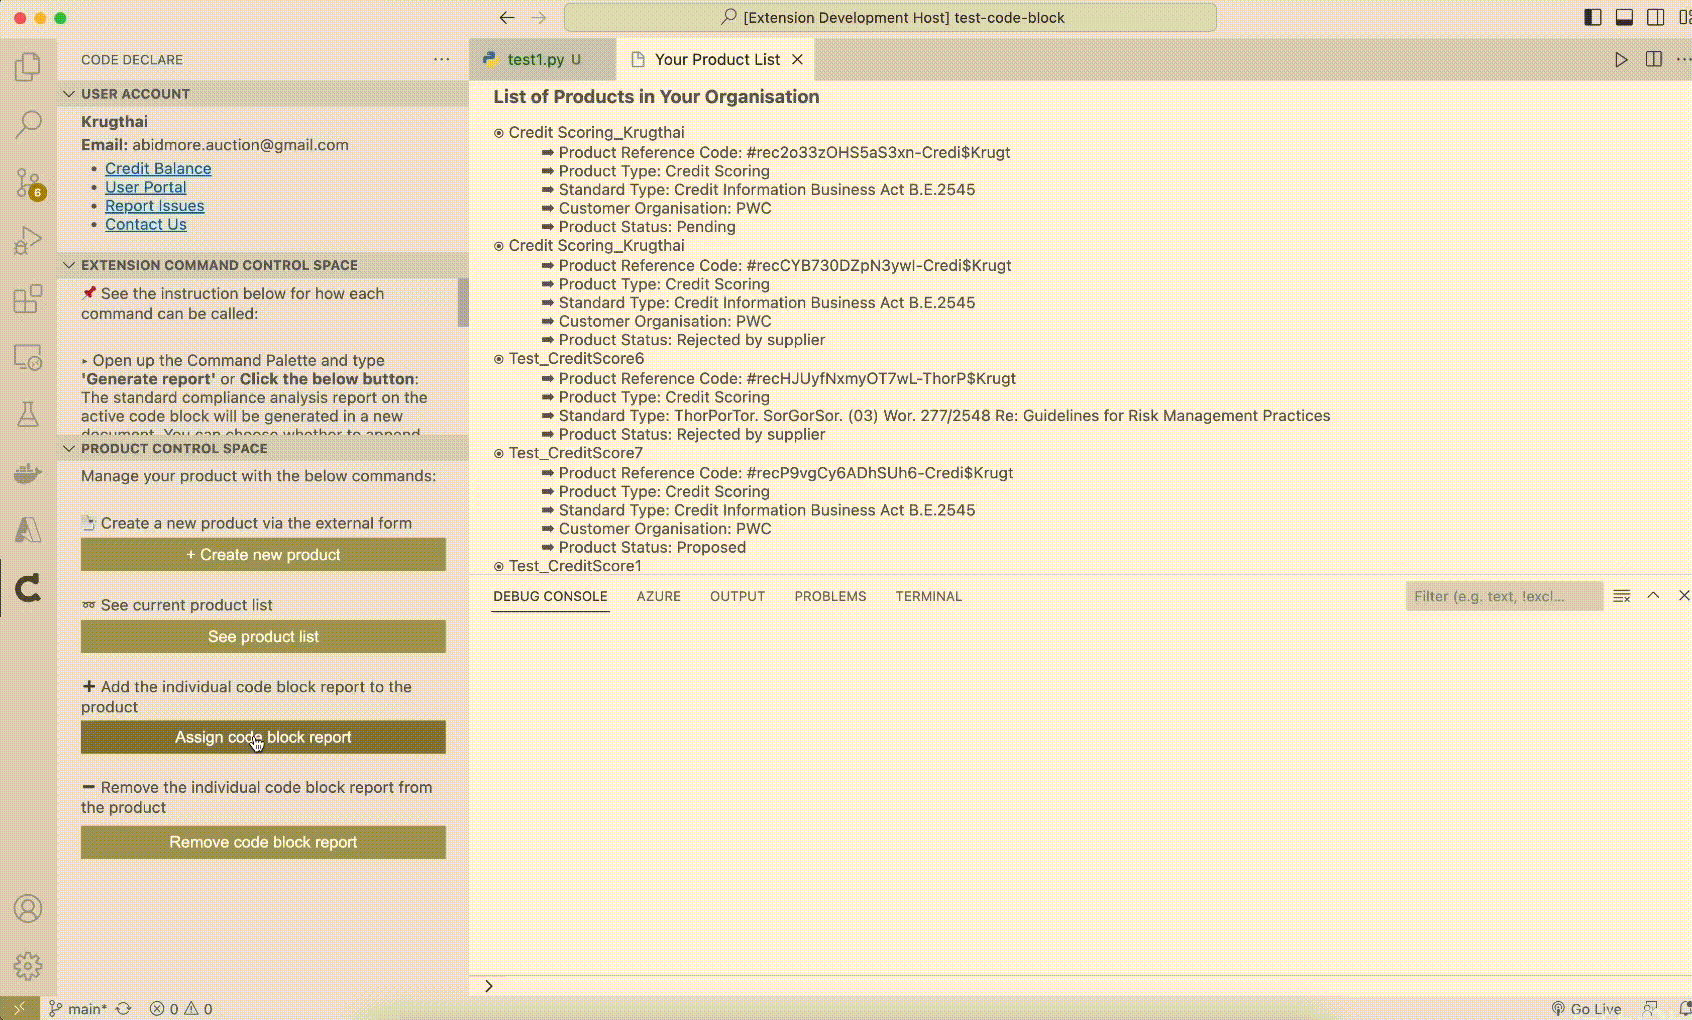 [Extension Development Host] test-code-block
CODE DECLARE
USER ACCOUNT
Krugthai
Email: abidmore.auction@gmail.com
• Credit Balance
• User Portal
• Report Issues
• Contact Us
6
EXTENSION COMMAND CONTROL SPACE
📌 See the instruction below for how each
command can be called:
‣ Open up the Command Palette and type
'Generate report' or Click the below button:
The standard compliance analysis report on the
active code block will be generated in a new
document. You can choose whether to append
PRODUCT CONTROL SPACE
Manage your product with the below commands:
Create a new product via the external form
+ Create new product
See current product list
See product list
➕ Add the individual code block report to the
product
Assign code block report
➖ Remove the individual code block report from
the product
Remove code block report
test1.py U
Your Product List ×
List of Products in Your Organisation
◉ Credit Scoring_Krugthai
➡ Product Reference Code: #rec2o33zOHS5aS3xn-Credi$Krugt
➡ Product Type: Credit Scoring
➡ Standard Type: Credit Information Business Act B.E.2545
➡ Customer Organisation: PWC
➡ Product Status: Pending
◉ Credit Scoring_Krugthai
➡ Product Reference Code: #recCYB730DZpN3ywI-Credi$Krugt
➡ Product Type: Credit Scoring
➡ Standard Type: Credit Information Business Act B.E.2545
➡ Customer Organisation: PWC
➡ Product Status: Rejected by supplier
◉ Test_CreditScore6
➡ Product Reference Code: #recHJUyfNxmyOT7wL-ThorP$Krugt
➡ Product Type: Credit Scoring
➡ Standard Type: ThorPorTor. SorGorSor. (03) Wor. 277/2548 Re: Guidelines for Risk Management Practices
➡ Product Status: Rejected by supplier
◉ Test_CreditScore7
➡ Product Reference Code: #recP9vgCy6ADhSUh6-Credi$Krugt
➡ Product Type: Credit Scoring
➡ Standard Type: Credit Information Business Act B.E.2545
➡ Customer Organisation: PWC
➡ Product Status: Proposed
◉ Test_CreditScore1
DEBUG CONSOLE AZURE OUTPUT PROBLEMS TERMINAL
Filter (e.g. text, !excl...
main* 0 0
Go Live